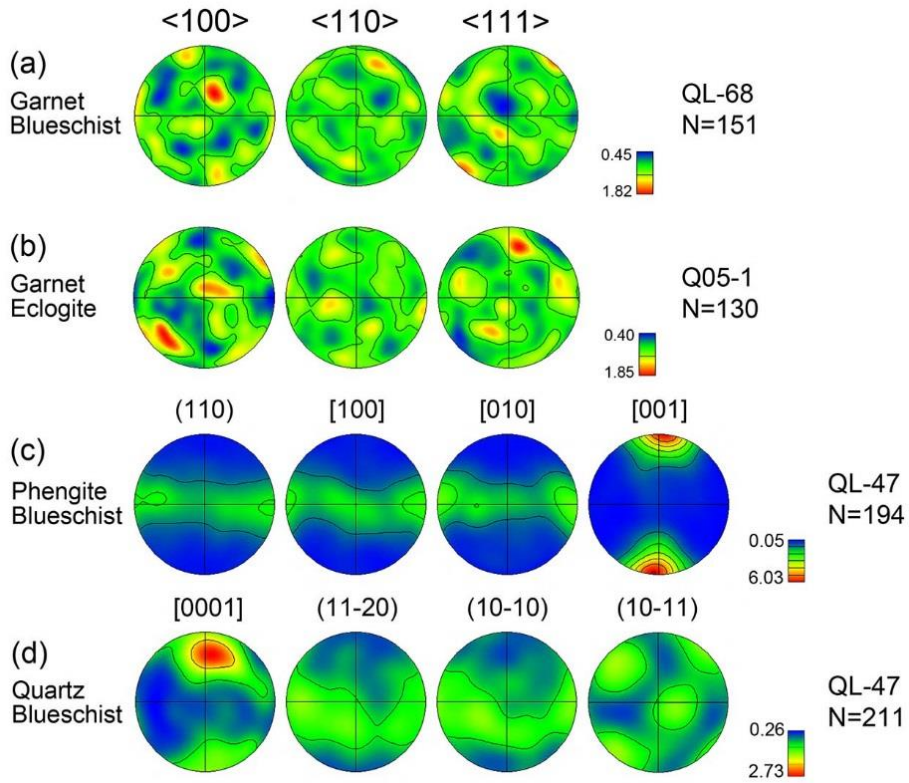 <100> <110> <111>
(a)
Garnet
Blueschist
QL-68
N=151
0.45
1.82
(b)
Garnet
Eclogite
Q05-1
N=130
0.40
1.85
(110) [100] [010] [001]
(c)
Phengite
Blueschist
QL-47
N=194
0.05
6.03
[0001] (11-20) (10-10) (10-11)
(d)
Quartz
Blueschist
QL-47
N=211
0.26
2.73